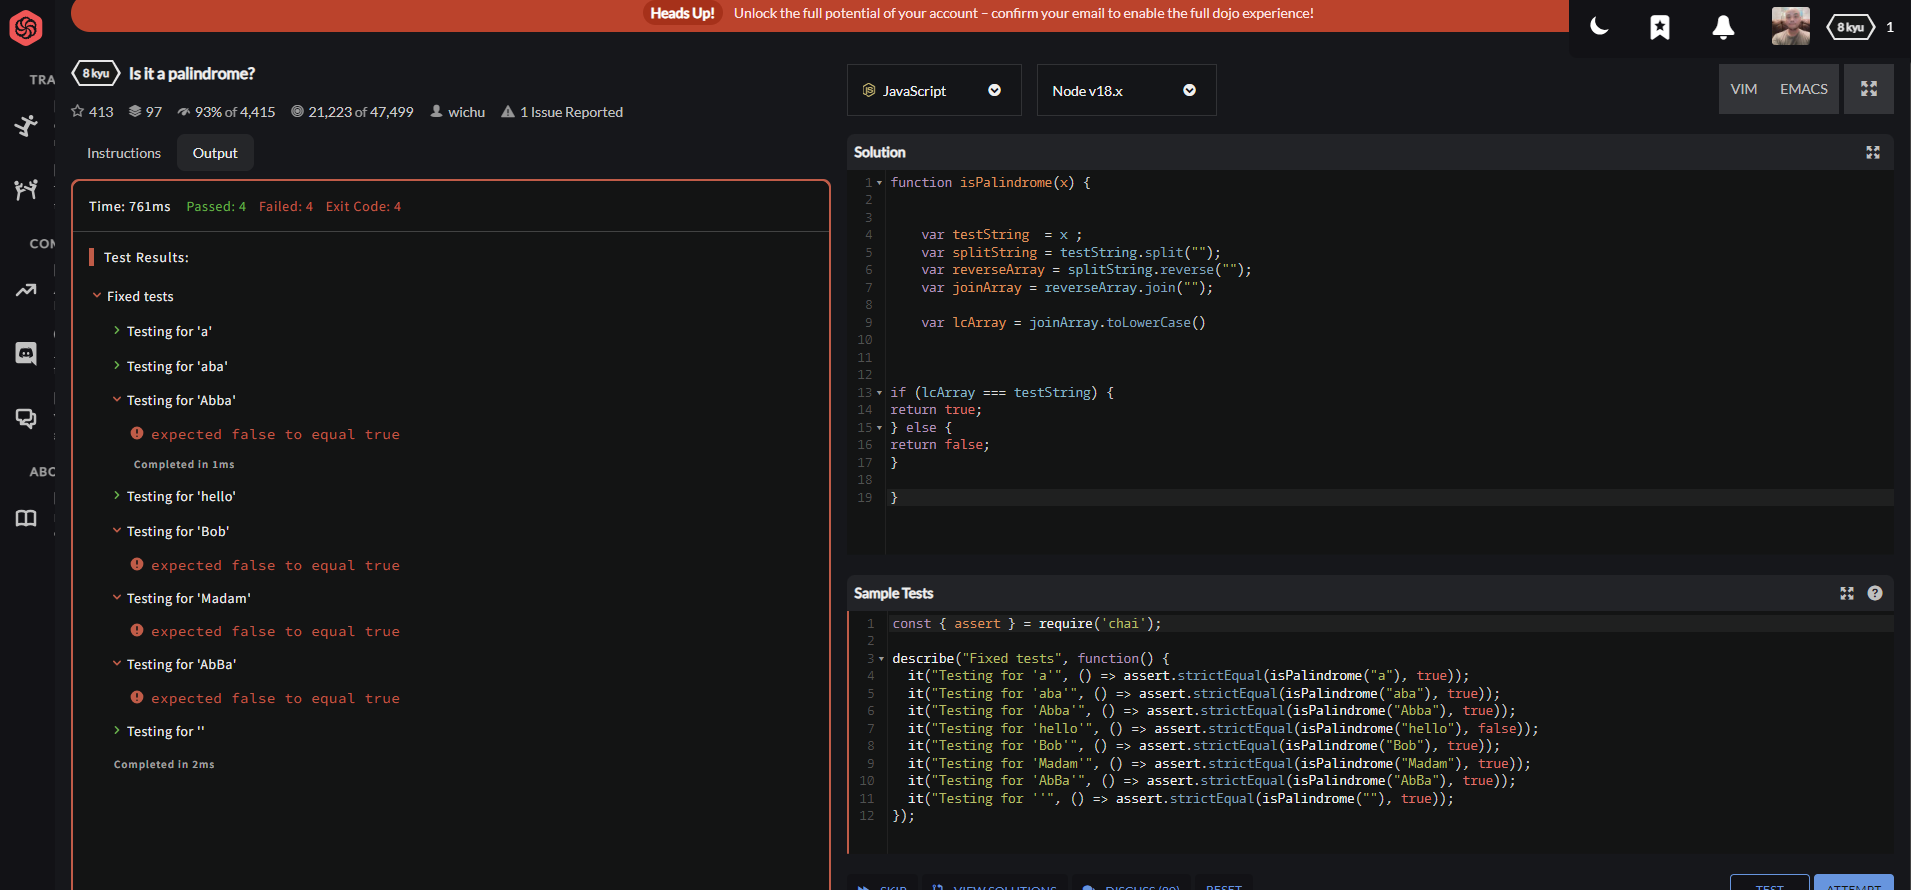 Heads Up! Unlock the full potential of your account – confirm your email to enable the full dojo experience!
8 kyu 1
TRA
8 kyu Is it a palindrome?
413 97 93% of 4,415 21,223 of 47,499 wichu 1 Issue Reported
Instructions Output
Time: 761ms Passed: 4 Failed: 4 Exit Code: 4
COM
Test Results:
Fixed tests
Testing for 'a'
Testing for 'aba'
Testing for 'Abba'
expected false to equal true
Completed in 1ms
ABC
Testing for 'hello'
Testing for 'Bob'
expected false to equal true
Testing for 'Madam'
expected false to equal true
Testing for 'AbBa'
expected false to equal true
Testing for ''
Completed in 2ms
JavaScript Node v18.x VIM EMACS
Solution
1 function isPalindrome(x) {
2
3
4 var testString  = x ;
5 var splitString = testString.split("");
6 var reverseArray = splitString.reverse("");
7 var joinArray = reverseArray.join("");
8
9 var lcArray = joinArray.toLowerCase()
10
11
12
13 if (lcArray === testString) {
14 return true;
15 } else {
16 return false;
17 }
18
19 }
Sample Tests
1 const { assert } = require('chai');
2
3 describe("Fixed tests", function() {
4 it("Testing for 'a'", () => assert.strictEqual(isPalindrome("a"), true));
5 it("Testing for 'aba'", () => assert.strictEqual(isPalindrome("aba"), true));
6 it("Testing for 'Abba'", () => assert.strictEqual(isPalindrome("Abba"), true));
7 it("Testing for 'hello'", () => assert.strictEqual(isPalindrome("hello"), false));
8 it("Testing for 'Bob'", () => assert.strictEqual(isPalindrome("Bob"), true));
9 it("Testing for 'Madam'", () => assert.strictEqual(isPalindrome("Madam"), true));
10 it("Testing for 'AbBa'", () => assert.strictEqual(isPalindrome("AbBa"), true));
11 it("Testing for ''", () => assert.strictEqual(isPalindrome(""), true));
12 });
SKIP VIEW SOLUTIONS DISCUSS RESET TEST ATTEMPT